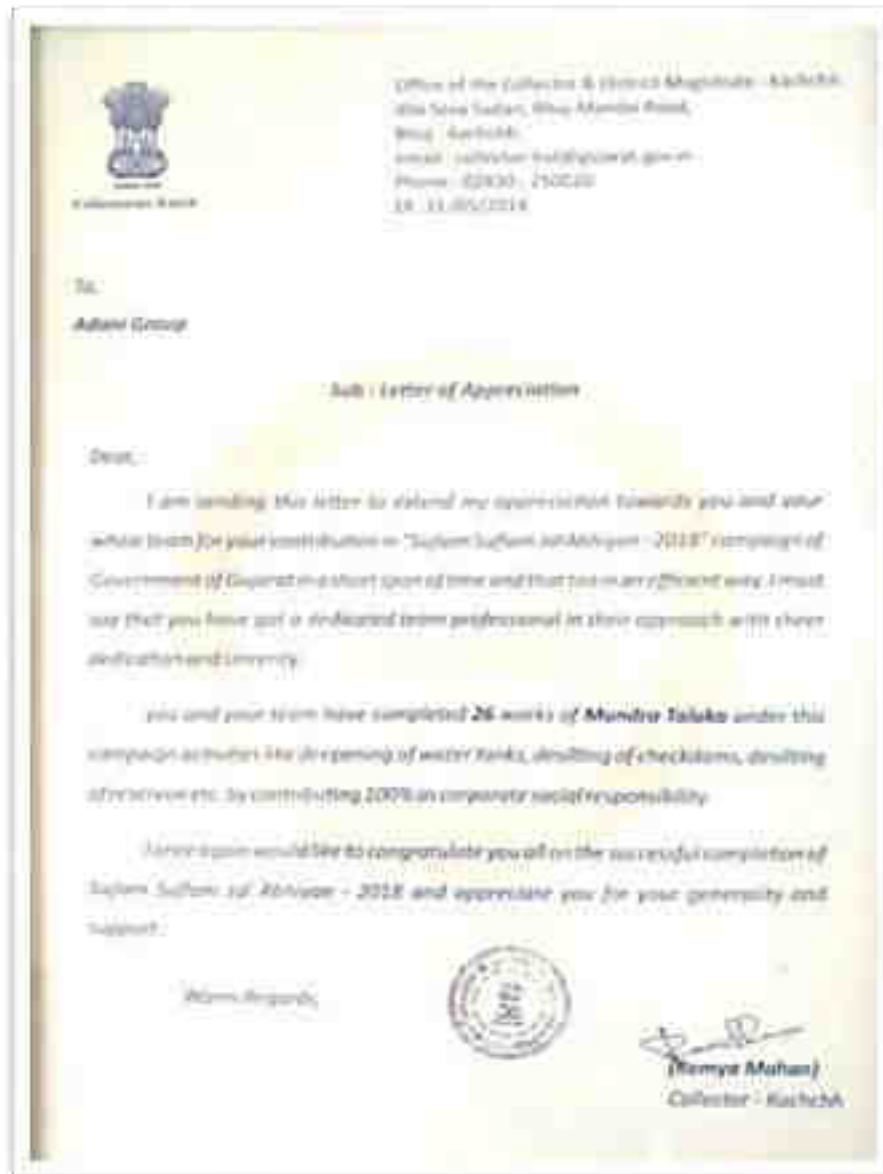 Office of the Collector & District Magistrate - Kachchh
Seva Sadan, Bhuj Mandvi Road,
Bhuj - Kachchh
Phone : 02832 - 250020
To,
Adani Group
Sub : Letter of Appreciation
Dear,
I am sending this letter to extend my appreciation towards you and your
whole team for your contribution in "Sujlam Suflam Jal Abhiyan - 2018" campaign of
Government of Gujarat in a short span of time and that too in an efficient way. I must
say that you have got a dedicated team professional in their approach with sheer
dedication and sincerity.
you and your team have completed 26 works of Mundra Taluka under this
campaign activities like deepening of water tanks, desilting of checkdams, desilting
of reservoir etc. by contributing 100% as corporate social responsibility.
I once again would like to congratulate you all on the successful completion of
Sujlam Suflam Jal Abhiyan - 2018 and appreciate you for your generosity and
support.
Warm Regards,
(Remya Mohan)
Collector - Kachchh